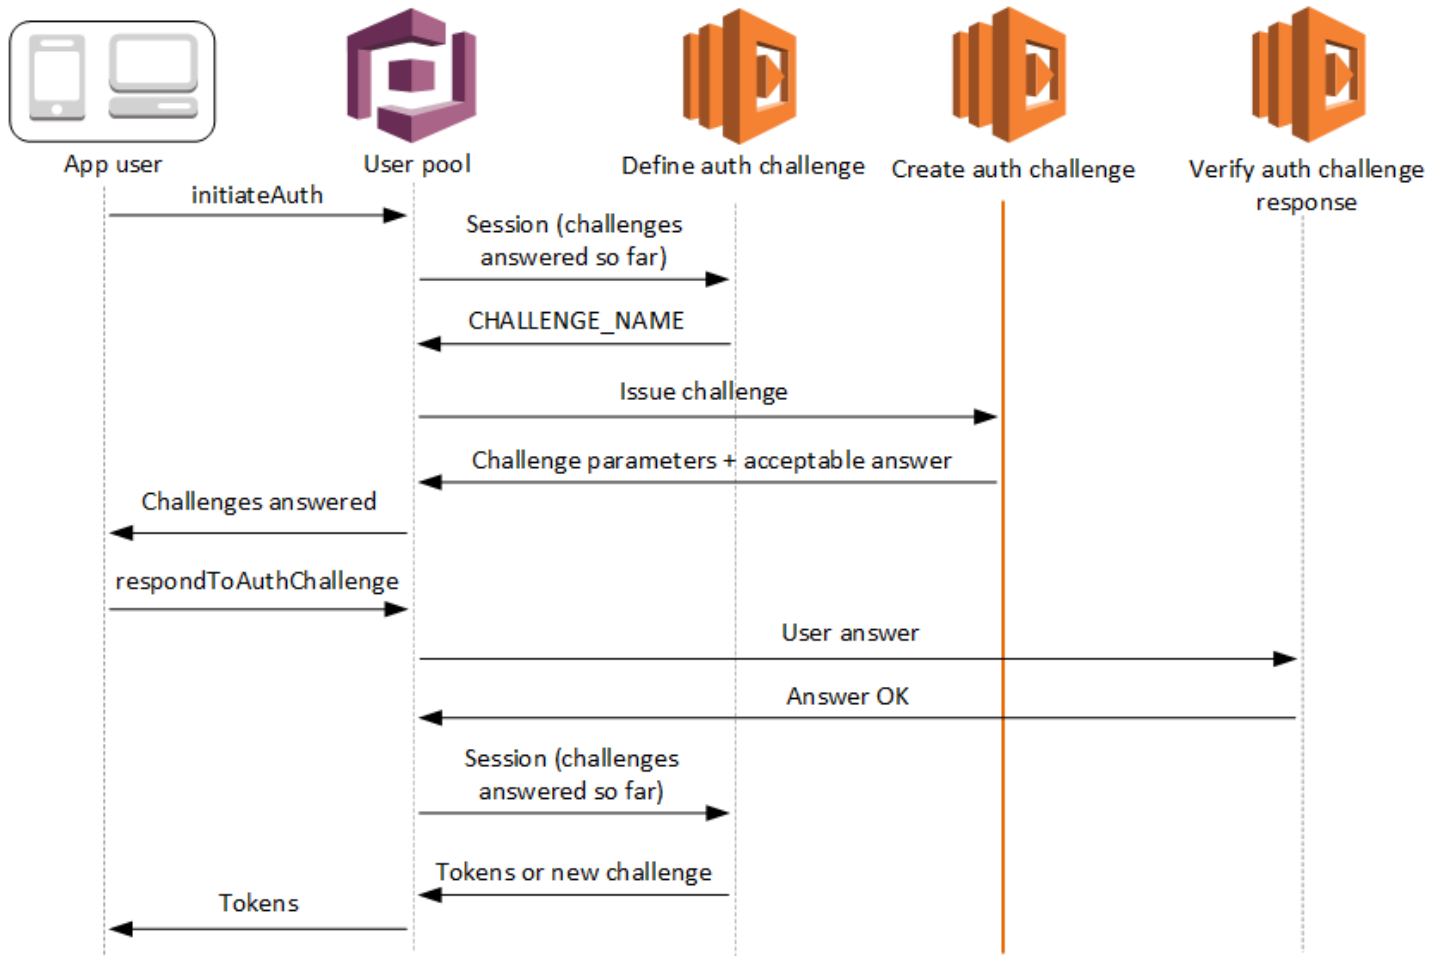 App user
User pool
Define auth challenge
Create auth challenge
Verify auth challenge
response
initiateAuth
Session (challenges
answered so far)
CHALLENGE_NAME
Issue challenge
Challenge parameters + acceptable answer
Challenges answered
respondToAuthChallenge
User answer
Answer OK
Session (challenges
answered so far)
Tokens or new challenge
Tokens